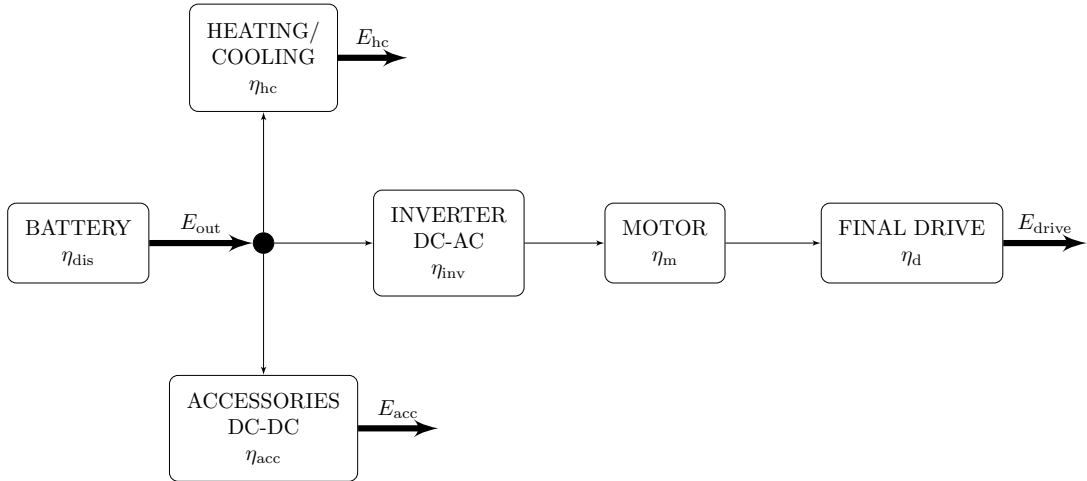 HEATING/
COOLING
η_hc
E_hc
BATTERY
η_dis
E_out
INVERTER
DC-AC
η_inv
MOTOR
η_m
FINAL DRIVE
η_d
E_drive
ACCESSORIES
DC-DC
η_acc
E_acc